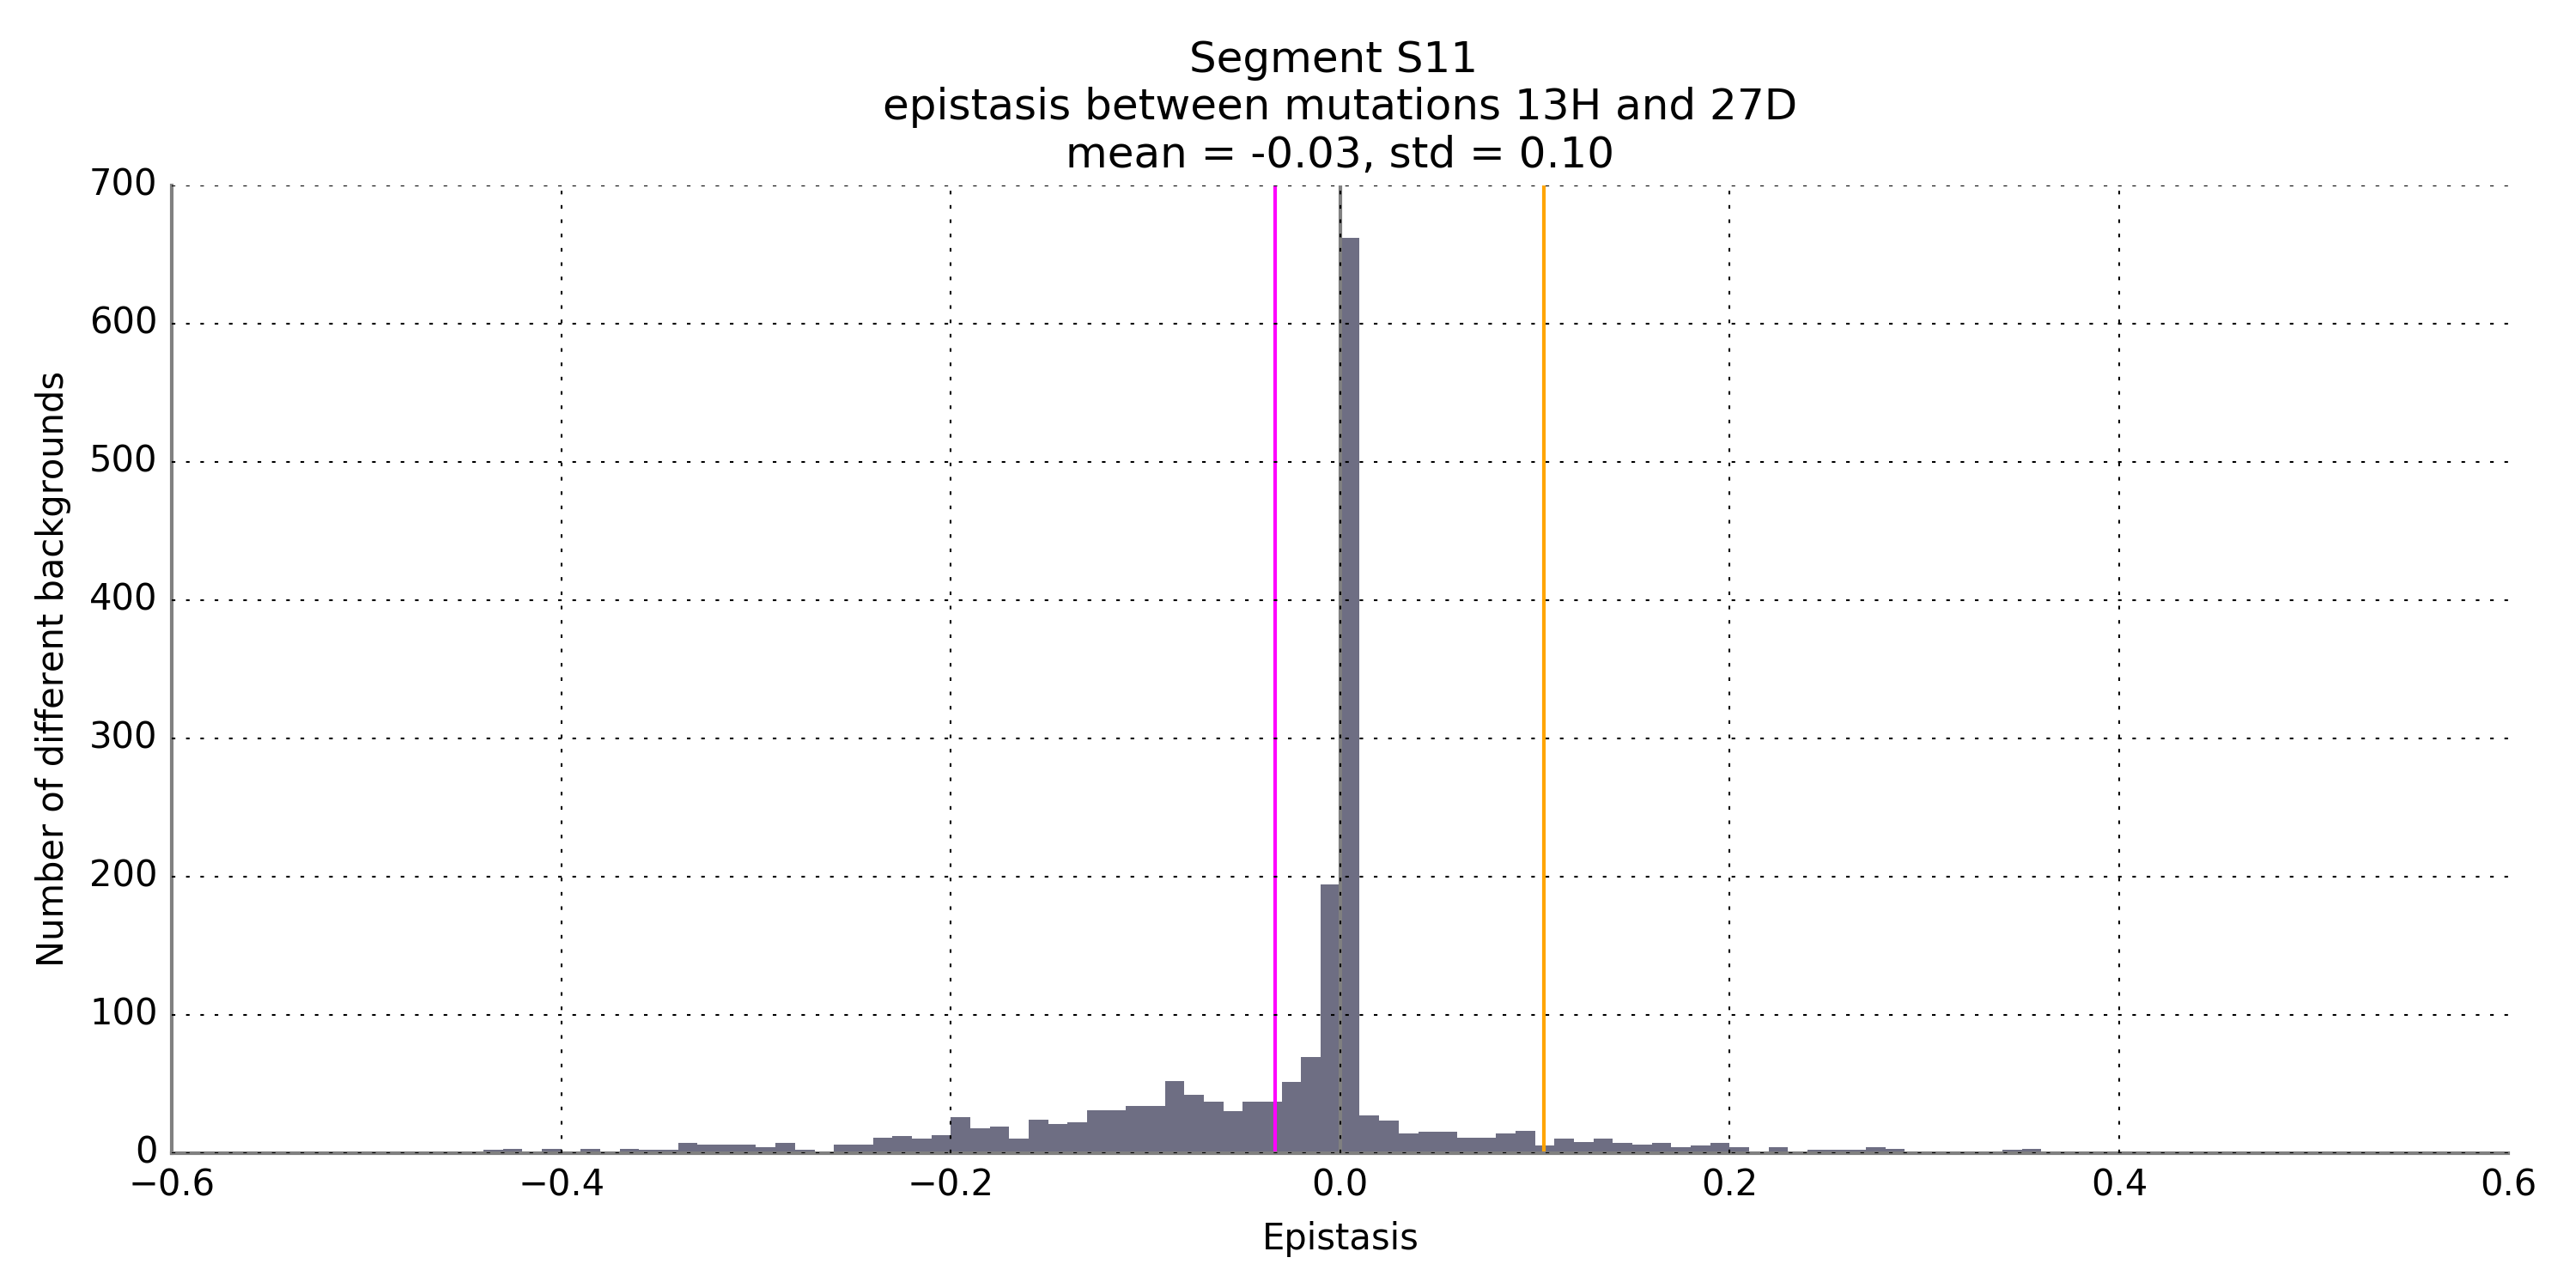 Segment S11
epistasis between mutations 13H and 27D
mean = -0.03, std = 0.10
Number of different backgrounds
700
600
500
400
300
200
100
0
−0.6 −0.4 −0.2 0.0 0.2 0.4 0.6
Epistasis